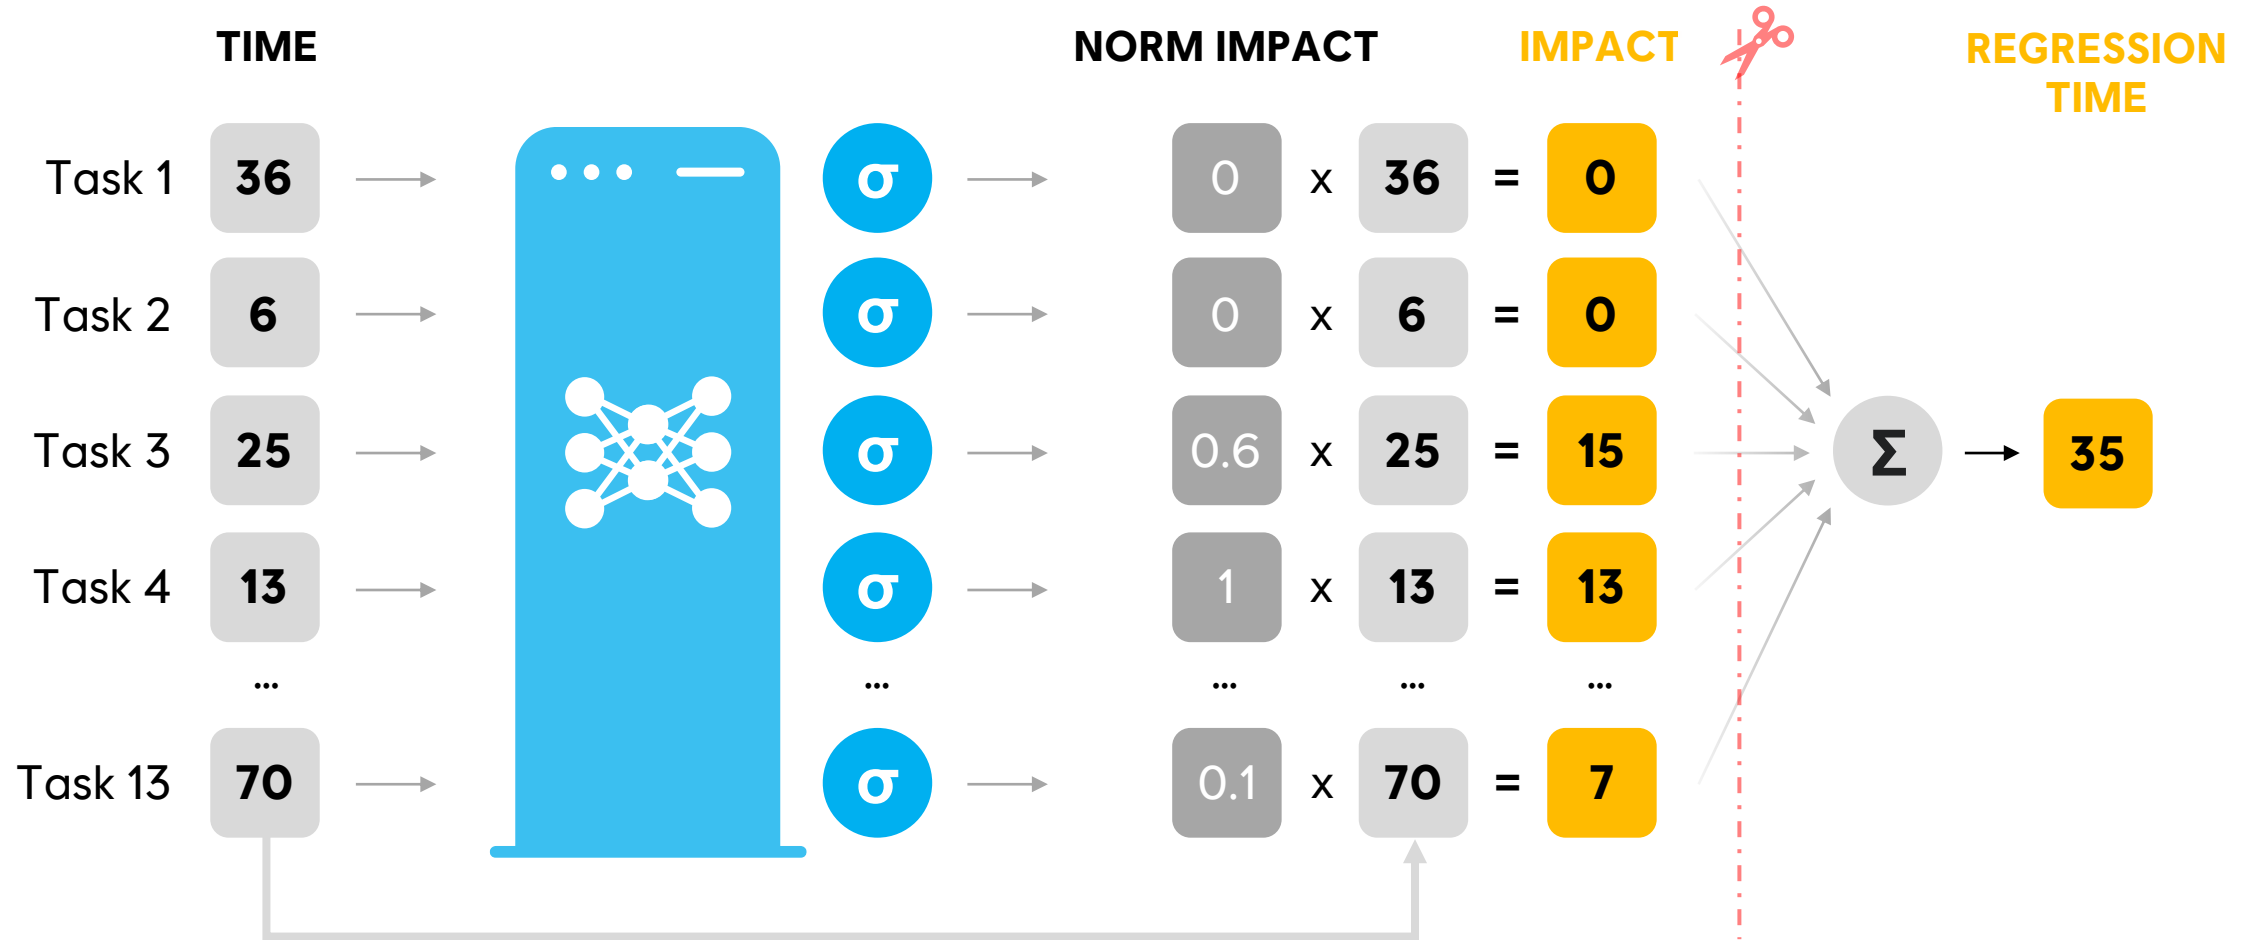 TIME NORM IMPACT IMPACT REGRESSION
TIME
Task 1 36 σ 0 x 36 = 0
Task 2 6 σ 0 x 6 = 0
Task 3 25 σ 0.6 x 25 = 15 Σ 35
Task 4 13 σ 1 x 13 = 13
... ... ... ... ...
Task 13 70 σ 0.1 x 70 = 7